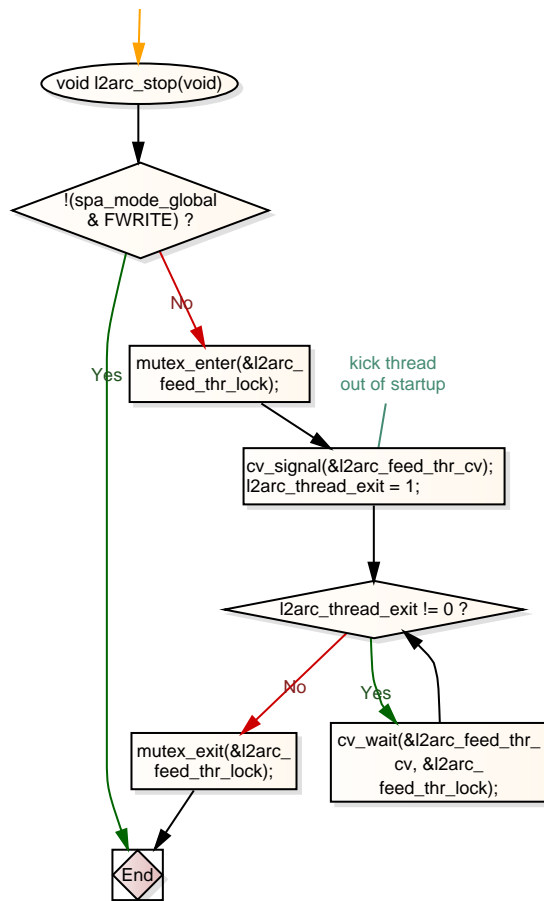 void l2arc_stop(void)
!(spa_mode_global
& FWRITE) ?
No
Yes
mutex_enter(&l2arc_
feed_thr_lock);
kick thread
out of startup
cv_signal(&l2arc_feed_thr_cv);
l2arc_thread_exit = 1;
l2arc_thread_exit != 0 ?
No
Yes
mutex_exit(&l2arc_
feed_thr_lock);
cv_wait(&l2arc_feed_thr_
cv, &l2arc_
feed_thr_lock);
End